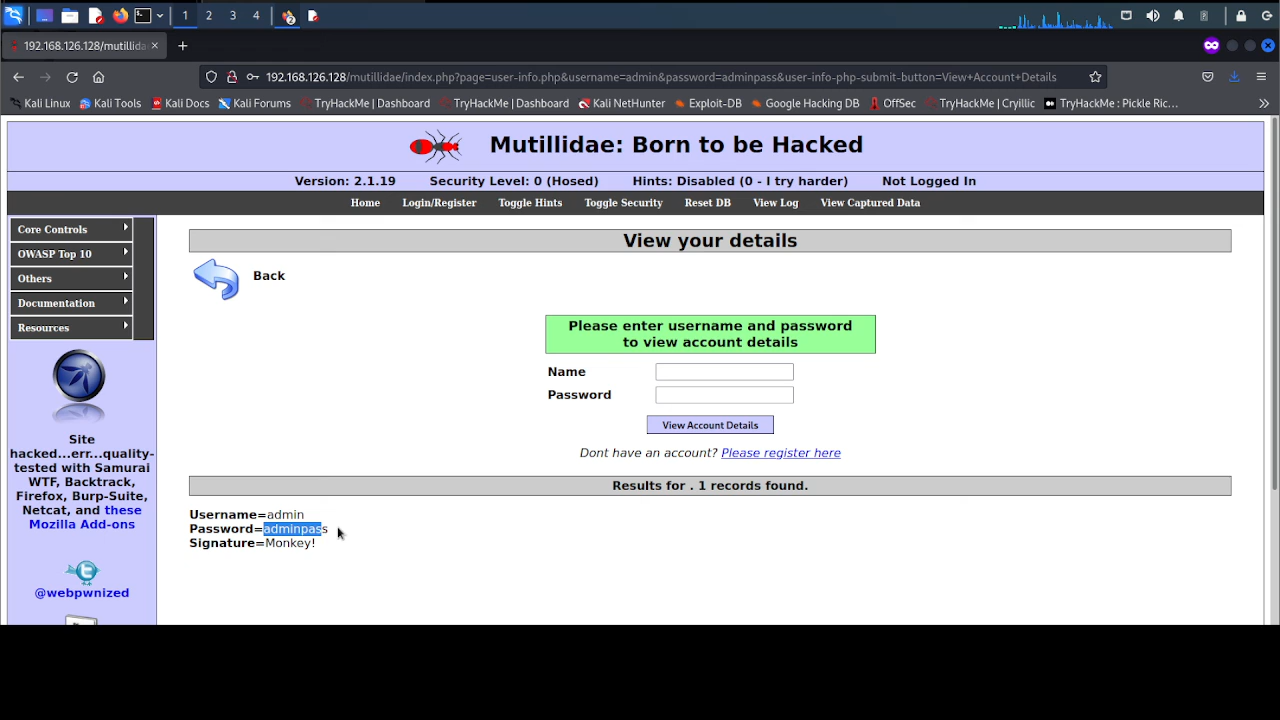 1 2 3 4
192.168.126.128/mutillida
192.168.126.128/mutillidae/index.php?page=user-info.php&username=admin&password=adminpass&user-info-php-submit-button=View+Account+Details
Kali Linux Kali Tools Kali Docs Kali Forums TryHackMe | Dashboard TryHackMe | Dashboard Kali NetHunter Exploit-DB Google Hacking DB OffSec TryHackMe | Cryillic TryHackMe : Pickle Ric...
Mutillidae: Born to be Hacked
Version: 2.1.19 Security Level: 0 (Hosed) Hints: Disabled (0 - I try harder) Not Logged In
Home Login/Register Toggle Hints Toggle Security Reset DB View Log View Captured Data
Core Controls
OWASP Top 10
Others
Documentation
Resources
Site
hacked...err...quality-
tested with Samurai
WTF, Backtrack,
Firefox, Burp-Suite,
Netcat, and these
Mozilla Add-ons
@webpwnized
View your details
Back
Please enter username and password
to view account details
Name
Password
View Account Details
Dont have an account? Please register here
Results for . 1 records found.
Username=admin
Password=adminpass
Signature=Monkey!